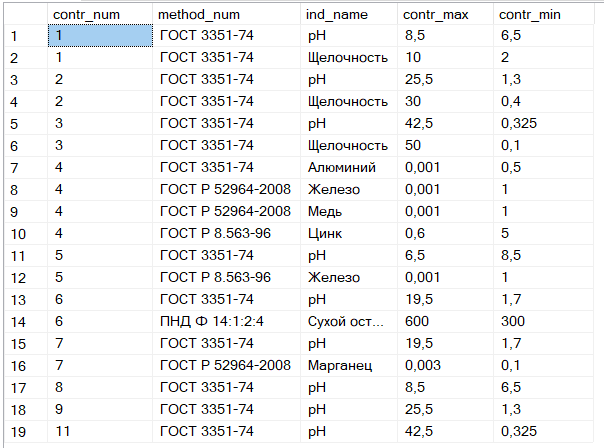 contr_num method_num ind_name contr_max contr_min
1 1 ГОСТ 3351-74 pH 8,5 6,5
2 1 ГОСТ 3351-74 Щелочность 10 2
3 2 ГОСТ 3351-74 pH 25,5 1,3
4 2 ГОСТ 3351-74 Щелочность 30 0,4
5 3 ГОСТ 3351-74 pH 42,5 0,325
6 3 ГОСТ 3351-74 Щелочность 50 0,1
7 4 ГОСТ 3351-74 Алюминий 0,001 0,5
8 4 ГОСТ Р 52964-2008 Железо 0,001 1
9 4 ГОСТ Р 52964-2008 Медь 0,001 1
10 4 ГОСТ Р 8.563-96 Цинк 0,6 5
11 5 ГОСТ 3351-74 pH 6,5 8,5
12 5 ГОСТ Р 8.563-96 Железо 0,001 1
13 6 ГОСТ 3351-74 pH 19,5 1,7
14 6 ПНД Ф 14:1:2:4 Сухой ост... 600 300
15 7 ГОСТ 3351-74 pH 19,5 1,7
16 7 ГОСТ Р 52964-2008 Марганец 0,003 0,1
17 8 ГОСТ 3351-74 pH 8,5 6,5
18 9 ГОСТ 3351-74 pH 25,5 1,3
19 11 ГОСТ 3351-74 pH 42,5 0,325